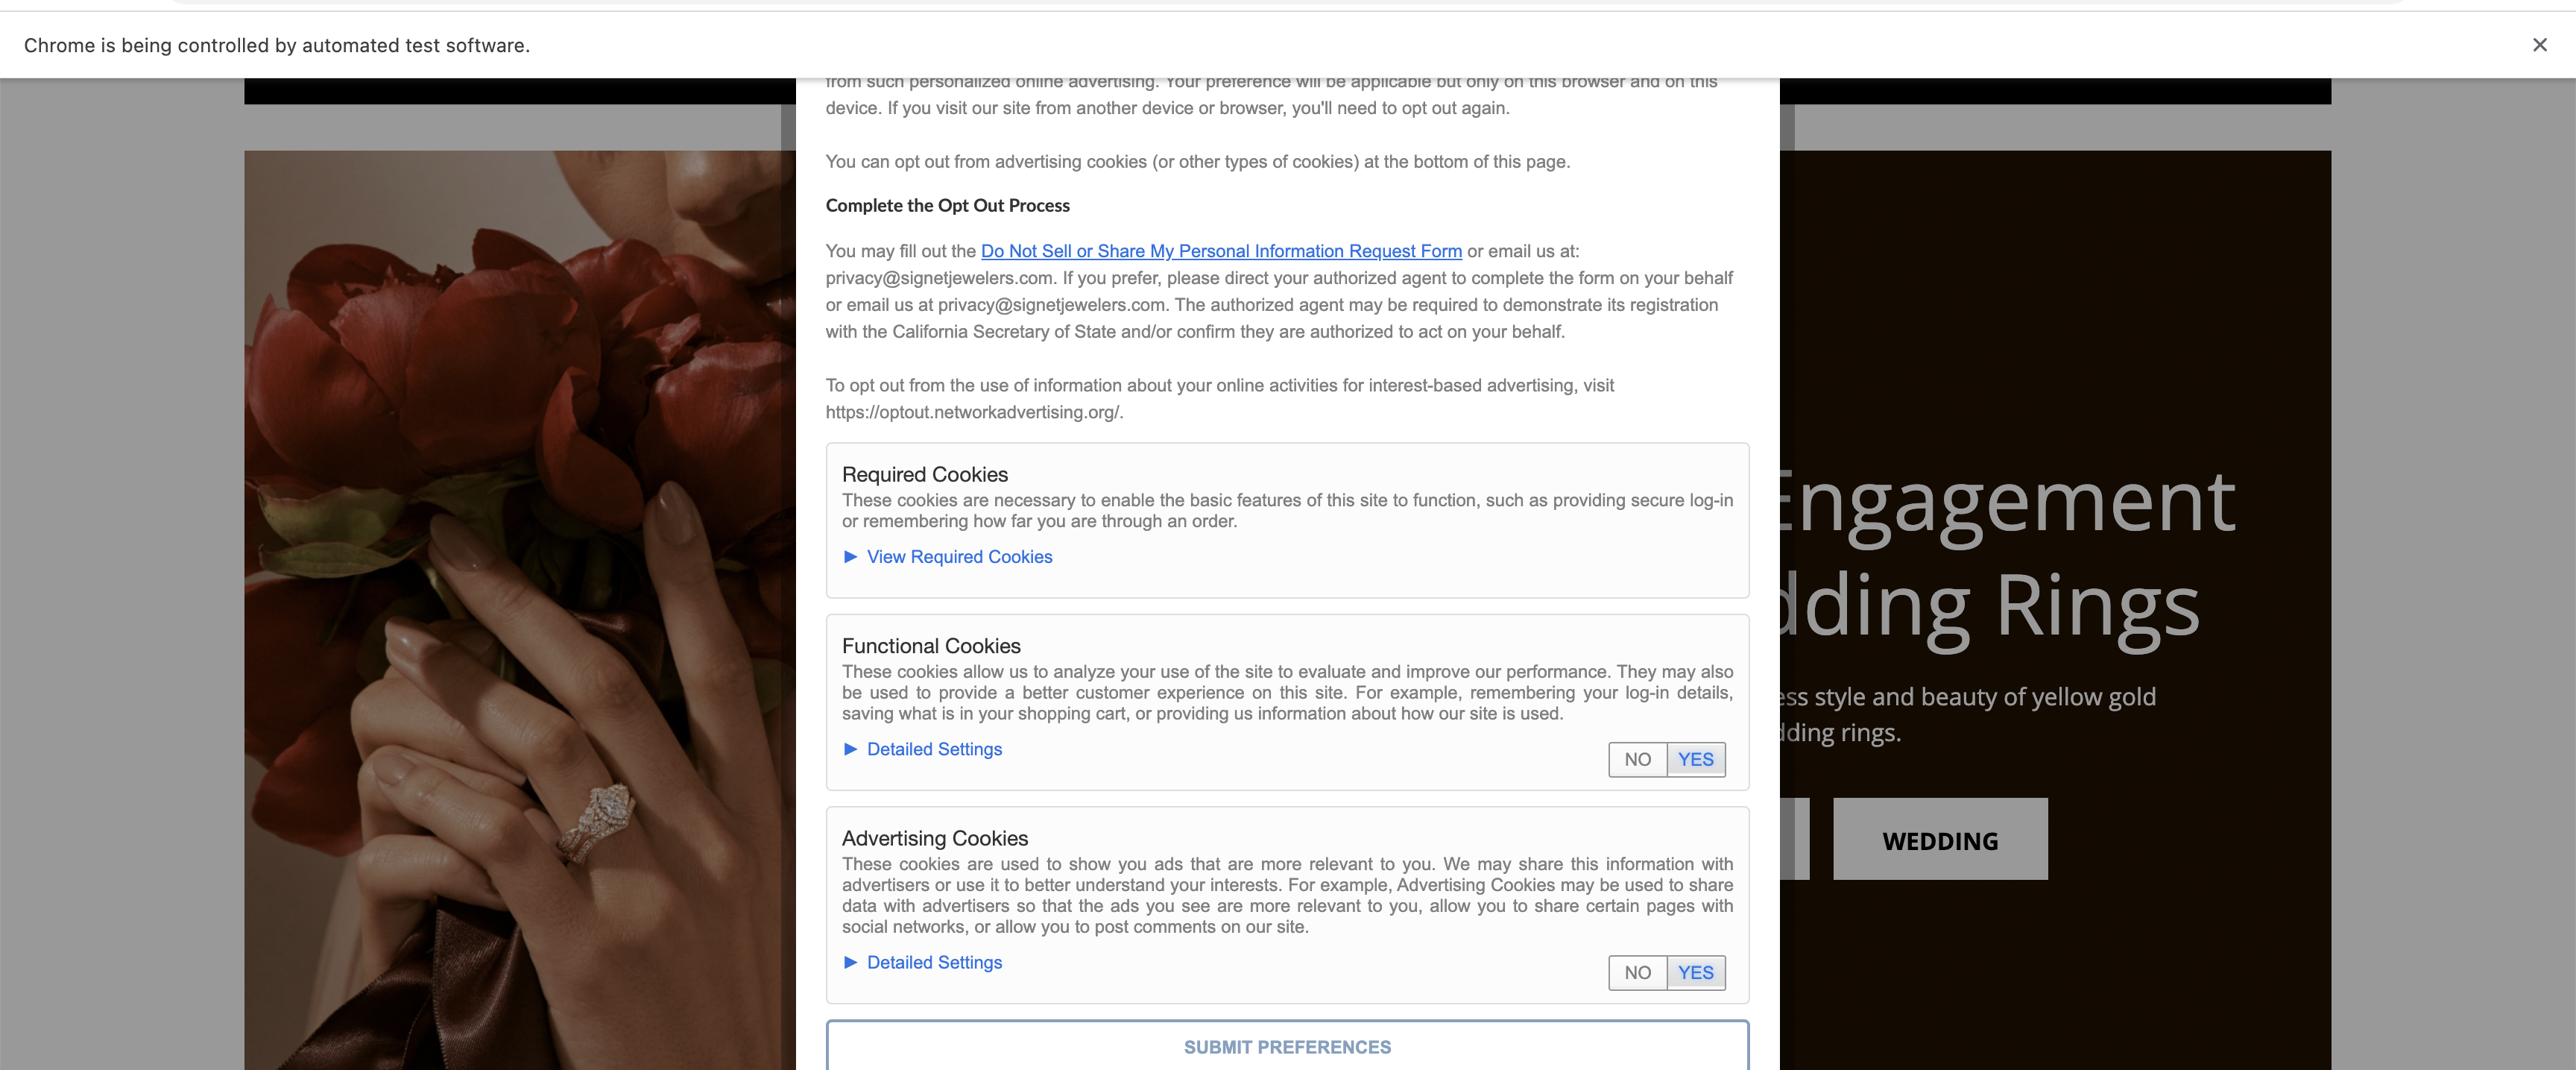 Chrome is being controlled by automated test software.
from such personalized online advertising. Your preference will be applicable but only on this browser and on this
device. If you visit our site from another device or browser, you'll need to opt out again.
You can opt out from advertising cookies (or other types of cookies) at the bottom of this page.
Complete the Opt Out Process
You may fill out the Do Not Sell or Share My Personal Information Request Form or email us at:
privacy@signetjewelers.com. If you prefer, please direct your authorized agent to complete the form on your behalf
or email us at privacy@signetjewelers.com. The authorized agent may be required to demonstrate its registration
with the California Secretary of State and/or confirm they are authorized to act on your behalf.
To opt out from the use of information about your online activities for interest-based advertising, visit
https://optout.networkadvertising.org/.
Required Cookies
These cookies are necessary to enable the basic features of this site to function, such as providing secure log-in
or remembering how far you are through an order.
View Required Cookies
Functional Cookies
These cookies allow us to analyze your use of the site to evaluate and improve our performance. They may also
be used to provide a better customer experience on this site. For example, remembering your log-in details,
saving what is in your shopping cart, or providing us information about how our site is used.
Detailed Settings
NO YES
Advertising Cookies
These cookies are used to show you ads that are more relevant to you. We may share this information with
advertisers or use it to better understand your interests. For example, Advertising Cookies may be used to share
data with advertisers so that the ads you see are more relevant to you, allow you to share certain pages with
social networks, or allow you to post comments on our site.
Detailed Settings
NO YES
SUBMIT PREFERENCES
Engagement
dding Rings
ess style and beauty of yellow gold
dding rings.
WEDDING